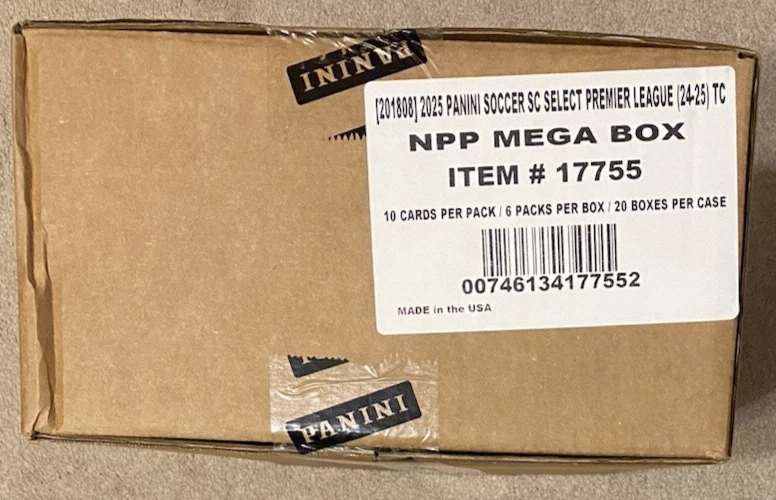 PANINI
[201808] 2025 PANINI SOCCER SC SELECT PREMIER LEAGUE (24-25) TC
NPP MEGA BOX
ITEM # 17755
10 CARDS PER PACK / 6 PACKS PER BOX / 20 BOXES PER CASE
00746134177552
MADE in the USA
PANINI